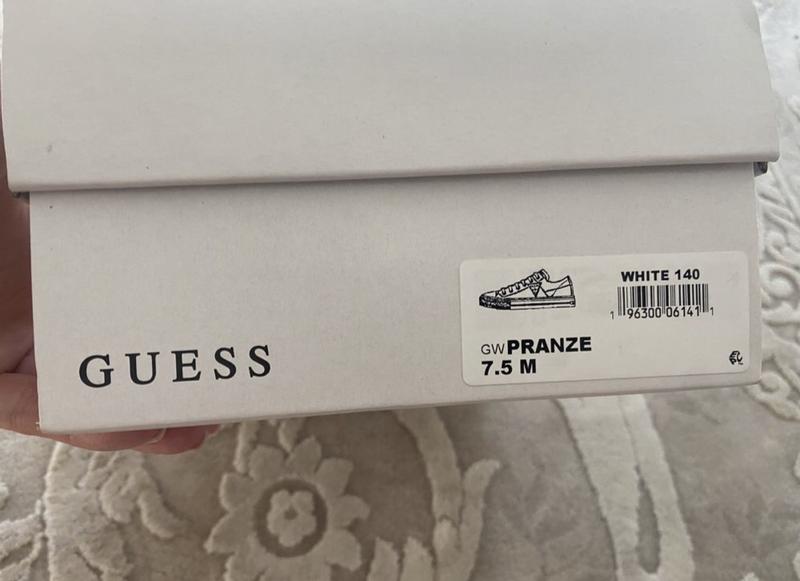 GUESS
WHITE 140
1 96300 06141 1
GWPRANZE
7.5 M